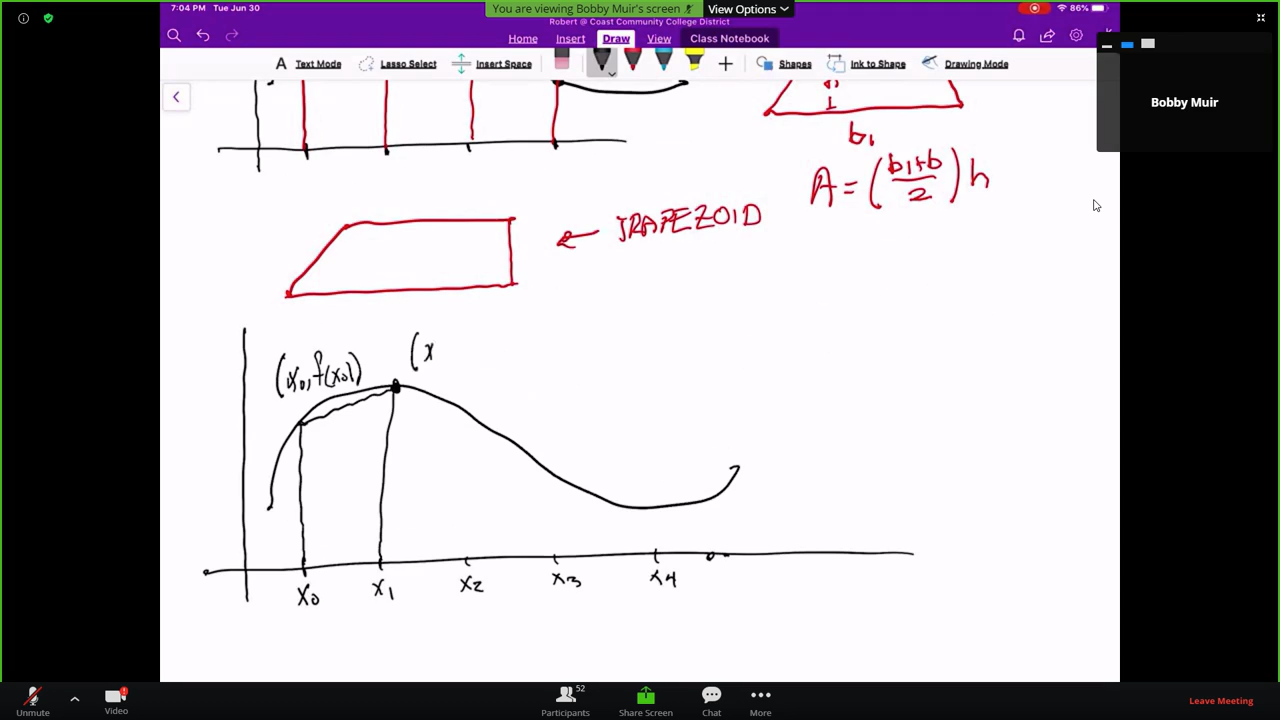 7:04 PM Tue Jun 30
You are viewing Bobby Muir's screen
View Options
86%
Robert @ Coast Community College District
Home Insert Draw View Class Notebook
Text Mode Lasso Select Insert Space Shapes Ink to Shape Drawing Mode
Bobby Muir
b₁
A = (b₁+b/2) h
← TRAPEZOID
(x₀, f(x₀))
(x
x₀ x₁ x₂ x₃ x₄
Unmute
Video
52
Participants
Share Screen
Chat
More
Leave Meeting